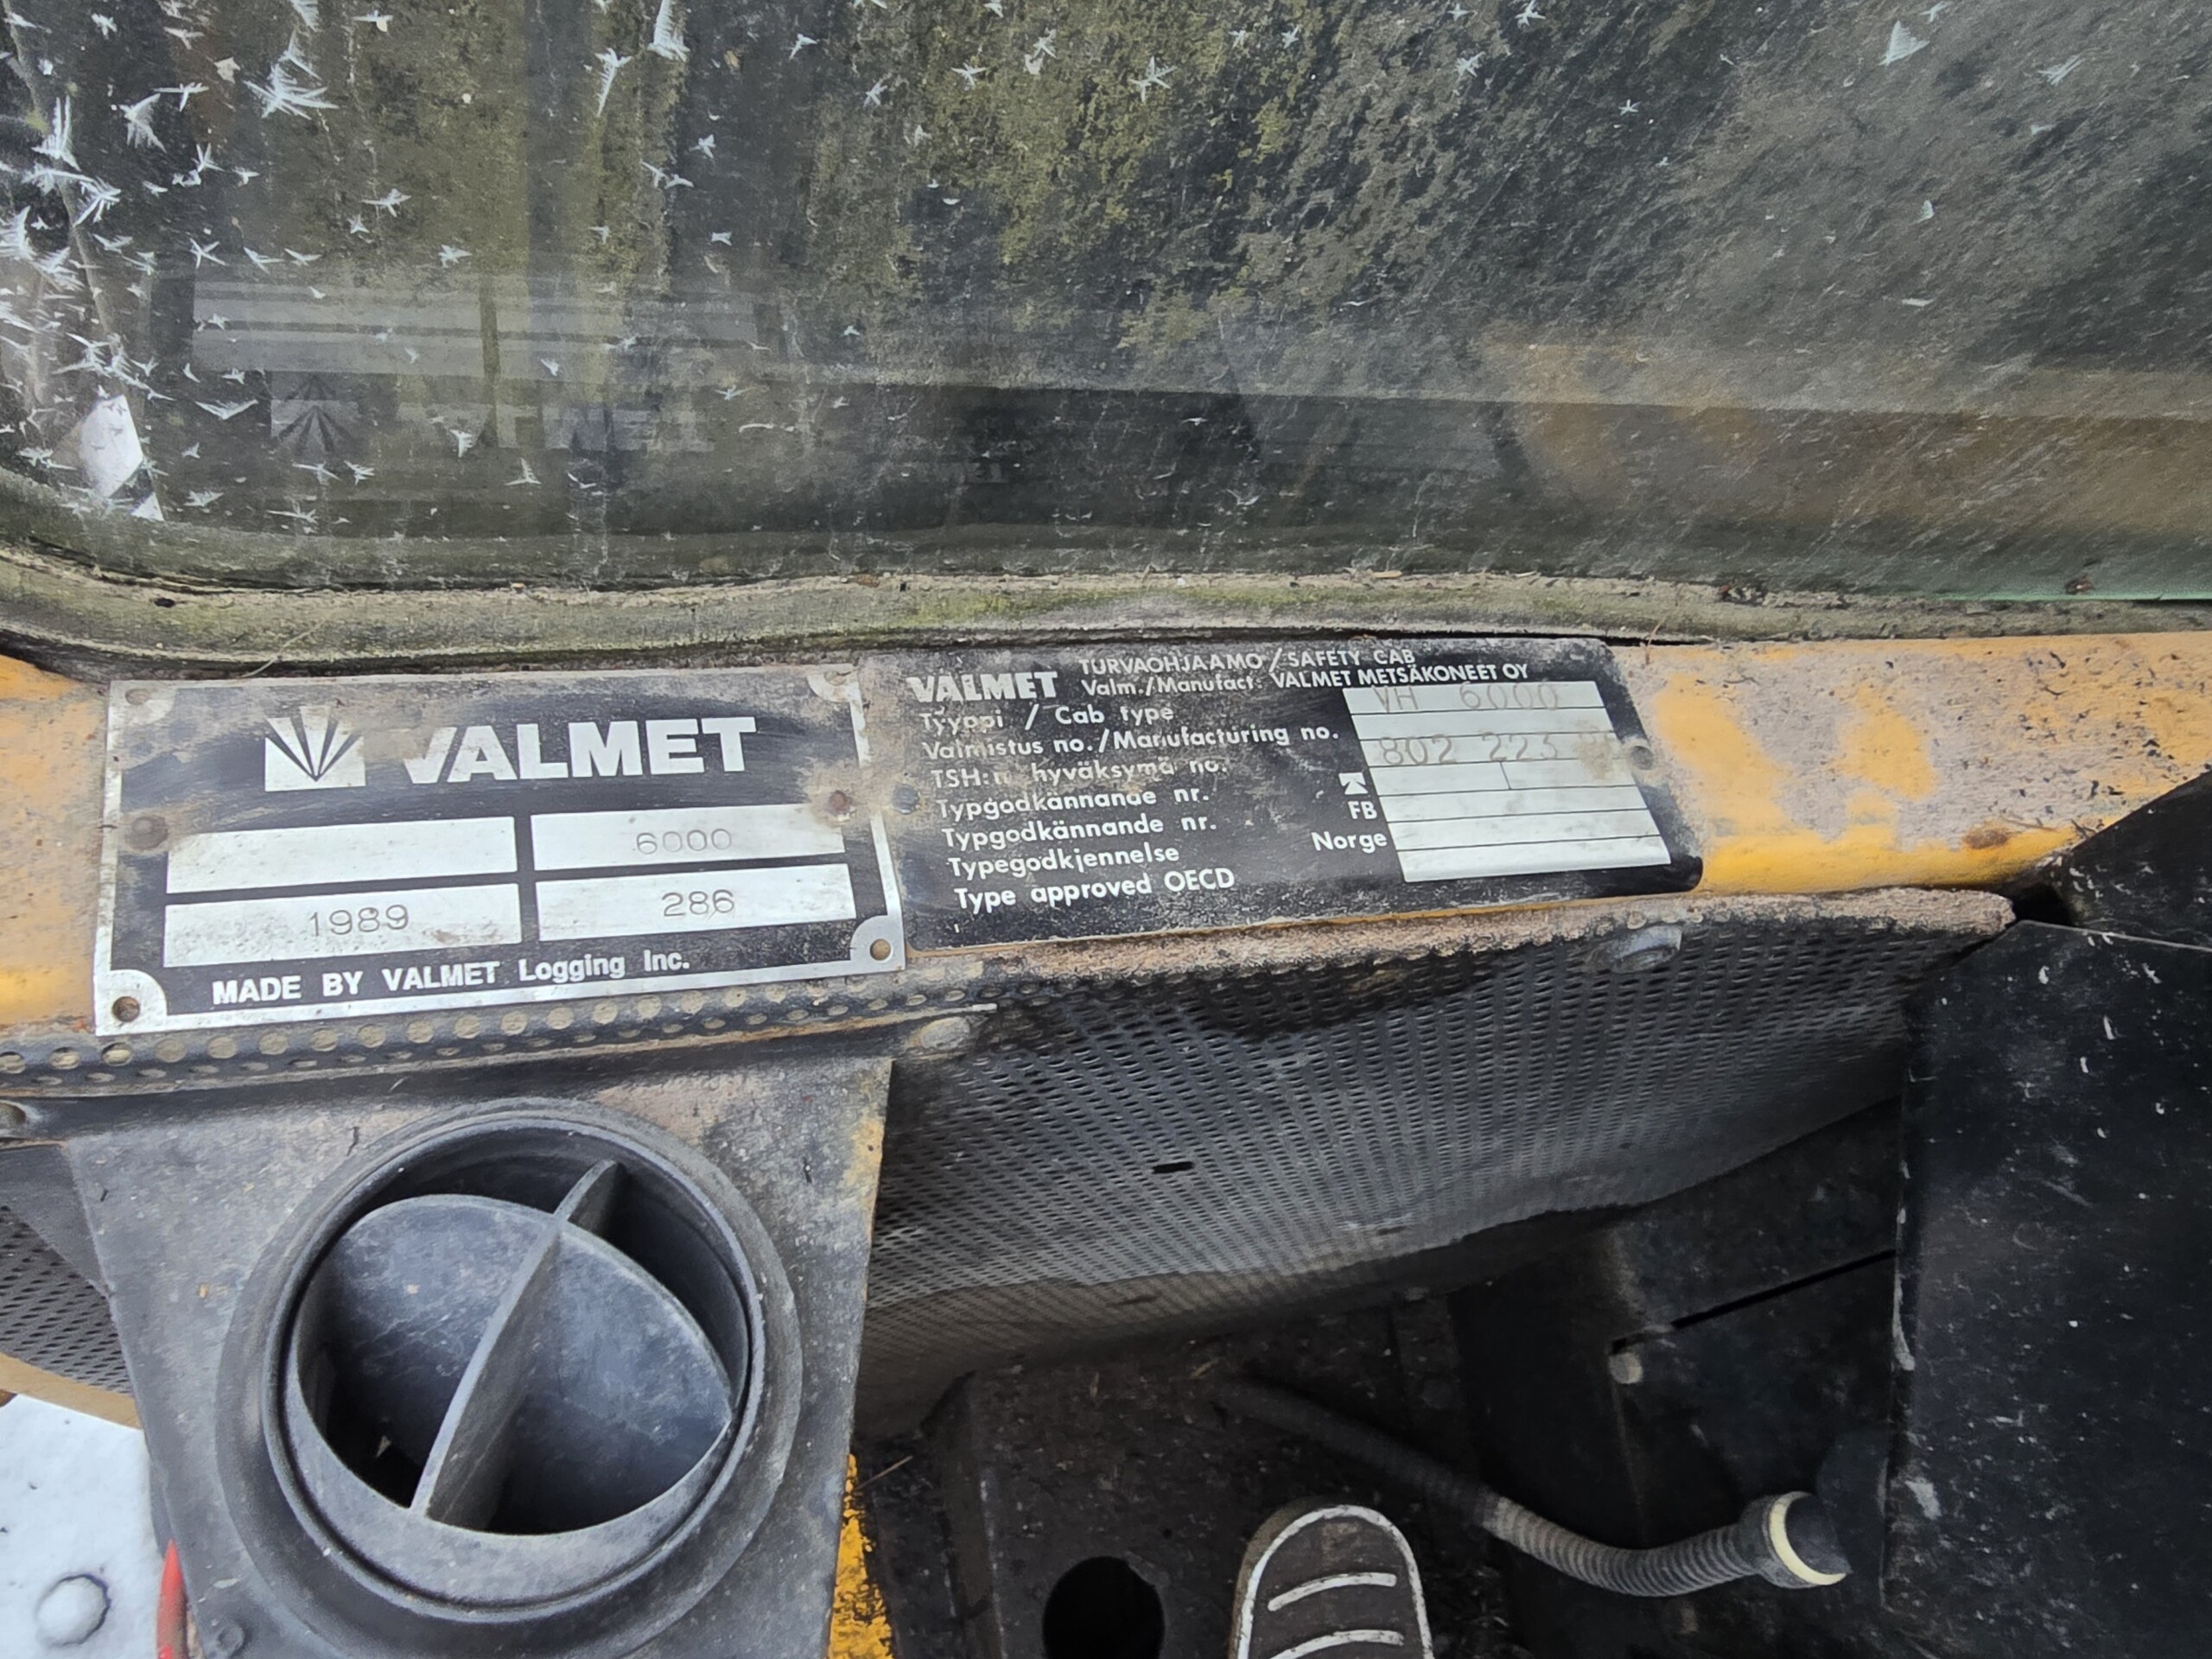 VALMET
6000
1989
286
MADE BY VALMET Logging Inc.
TURVAOHJAAMO / SAFETY CAB
VALMET
Valm./Manufact: VALMET METSÄKONEET OY
Tyyppi / Cab type
VH 6000
Valmistus no./Manufacturing no.
802 223
TSH:n hyväksymä no.
Typgodkännande nr.
Typgodkännande nr.
FB
Typegodkjennelse
Norge
Type approved OECD